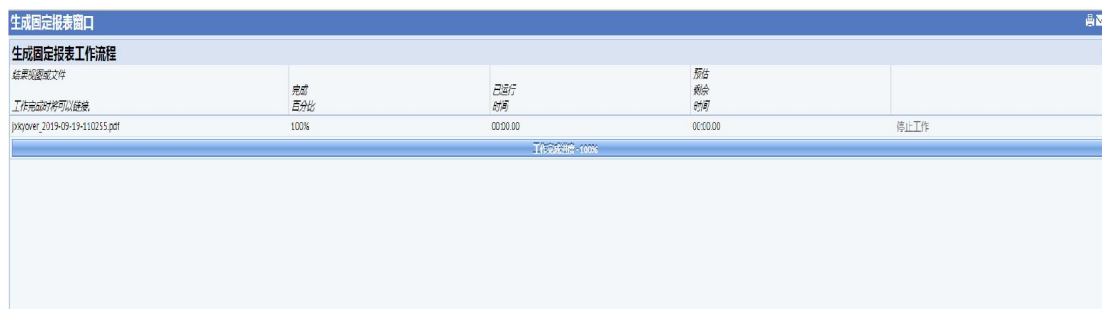 生成固定报表窗口
生成固定报表工作流程
结果视图或文件
工作完成时将可以链接.
完成
百分比
已运行
时间
预估
剩余
时间
jxkyover_2019-09-19-110255.pdf
100%
00:00.00
00:00.00
停止工作
工作完成进度 -100%